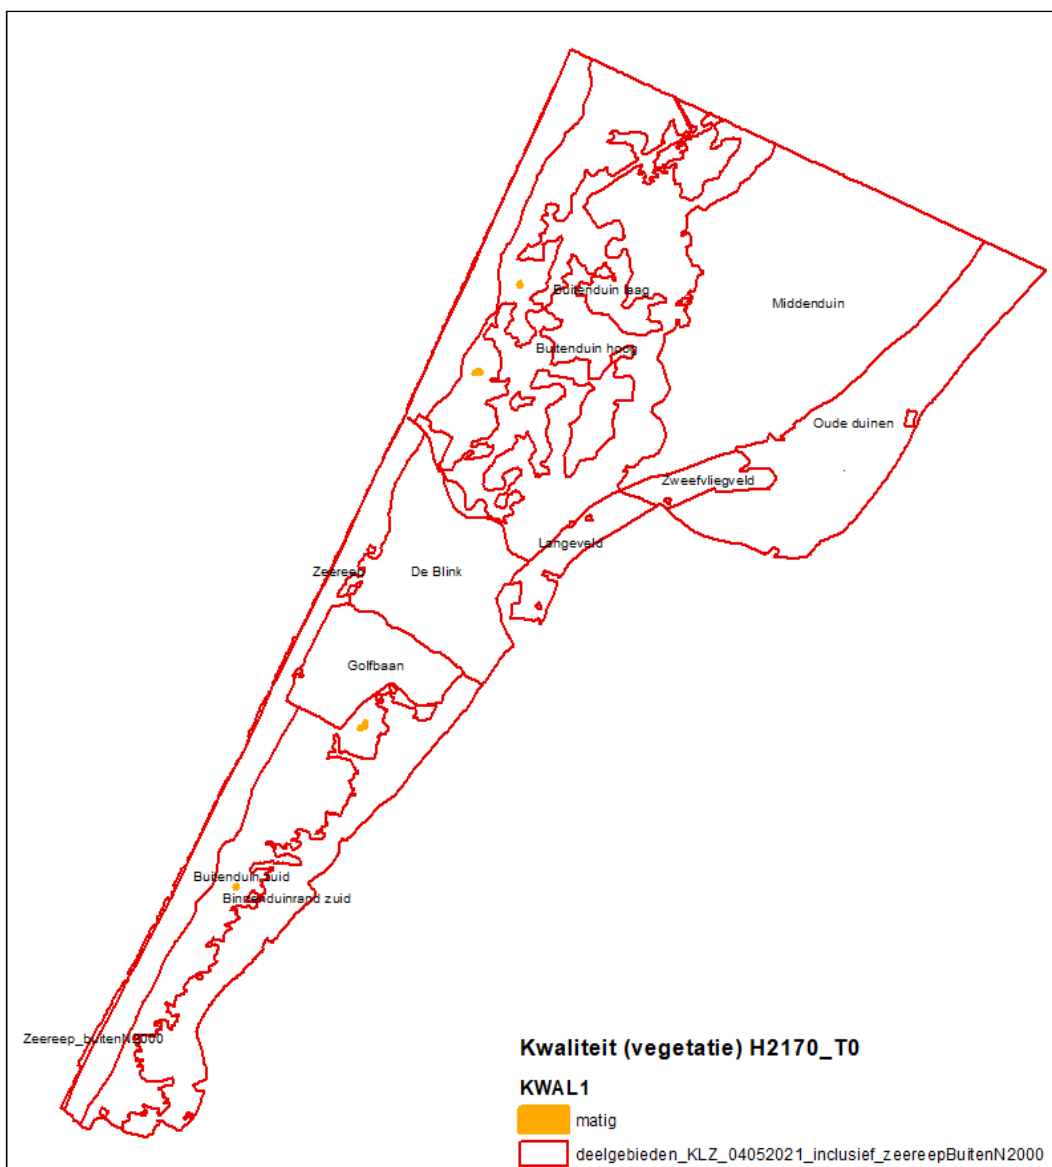 Buitenduin laag
Middenduin
Buitenduin hoog
Oude duinen
Zweefvliegveld
Langeveld
Zeereep
De Blink
Golfbaan
Buitenduin zuid
Binnenduinrand zuid
Zeereep_buitenN2000
Kwaliteit (vegetatie) H2170_T0
KWAL1
matig
deelgebieden_KLZ_04052021_inclusief_zeereepBuitenN2000